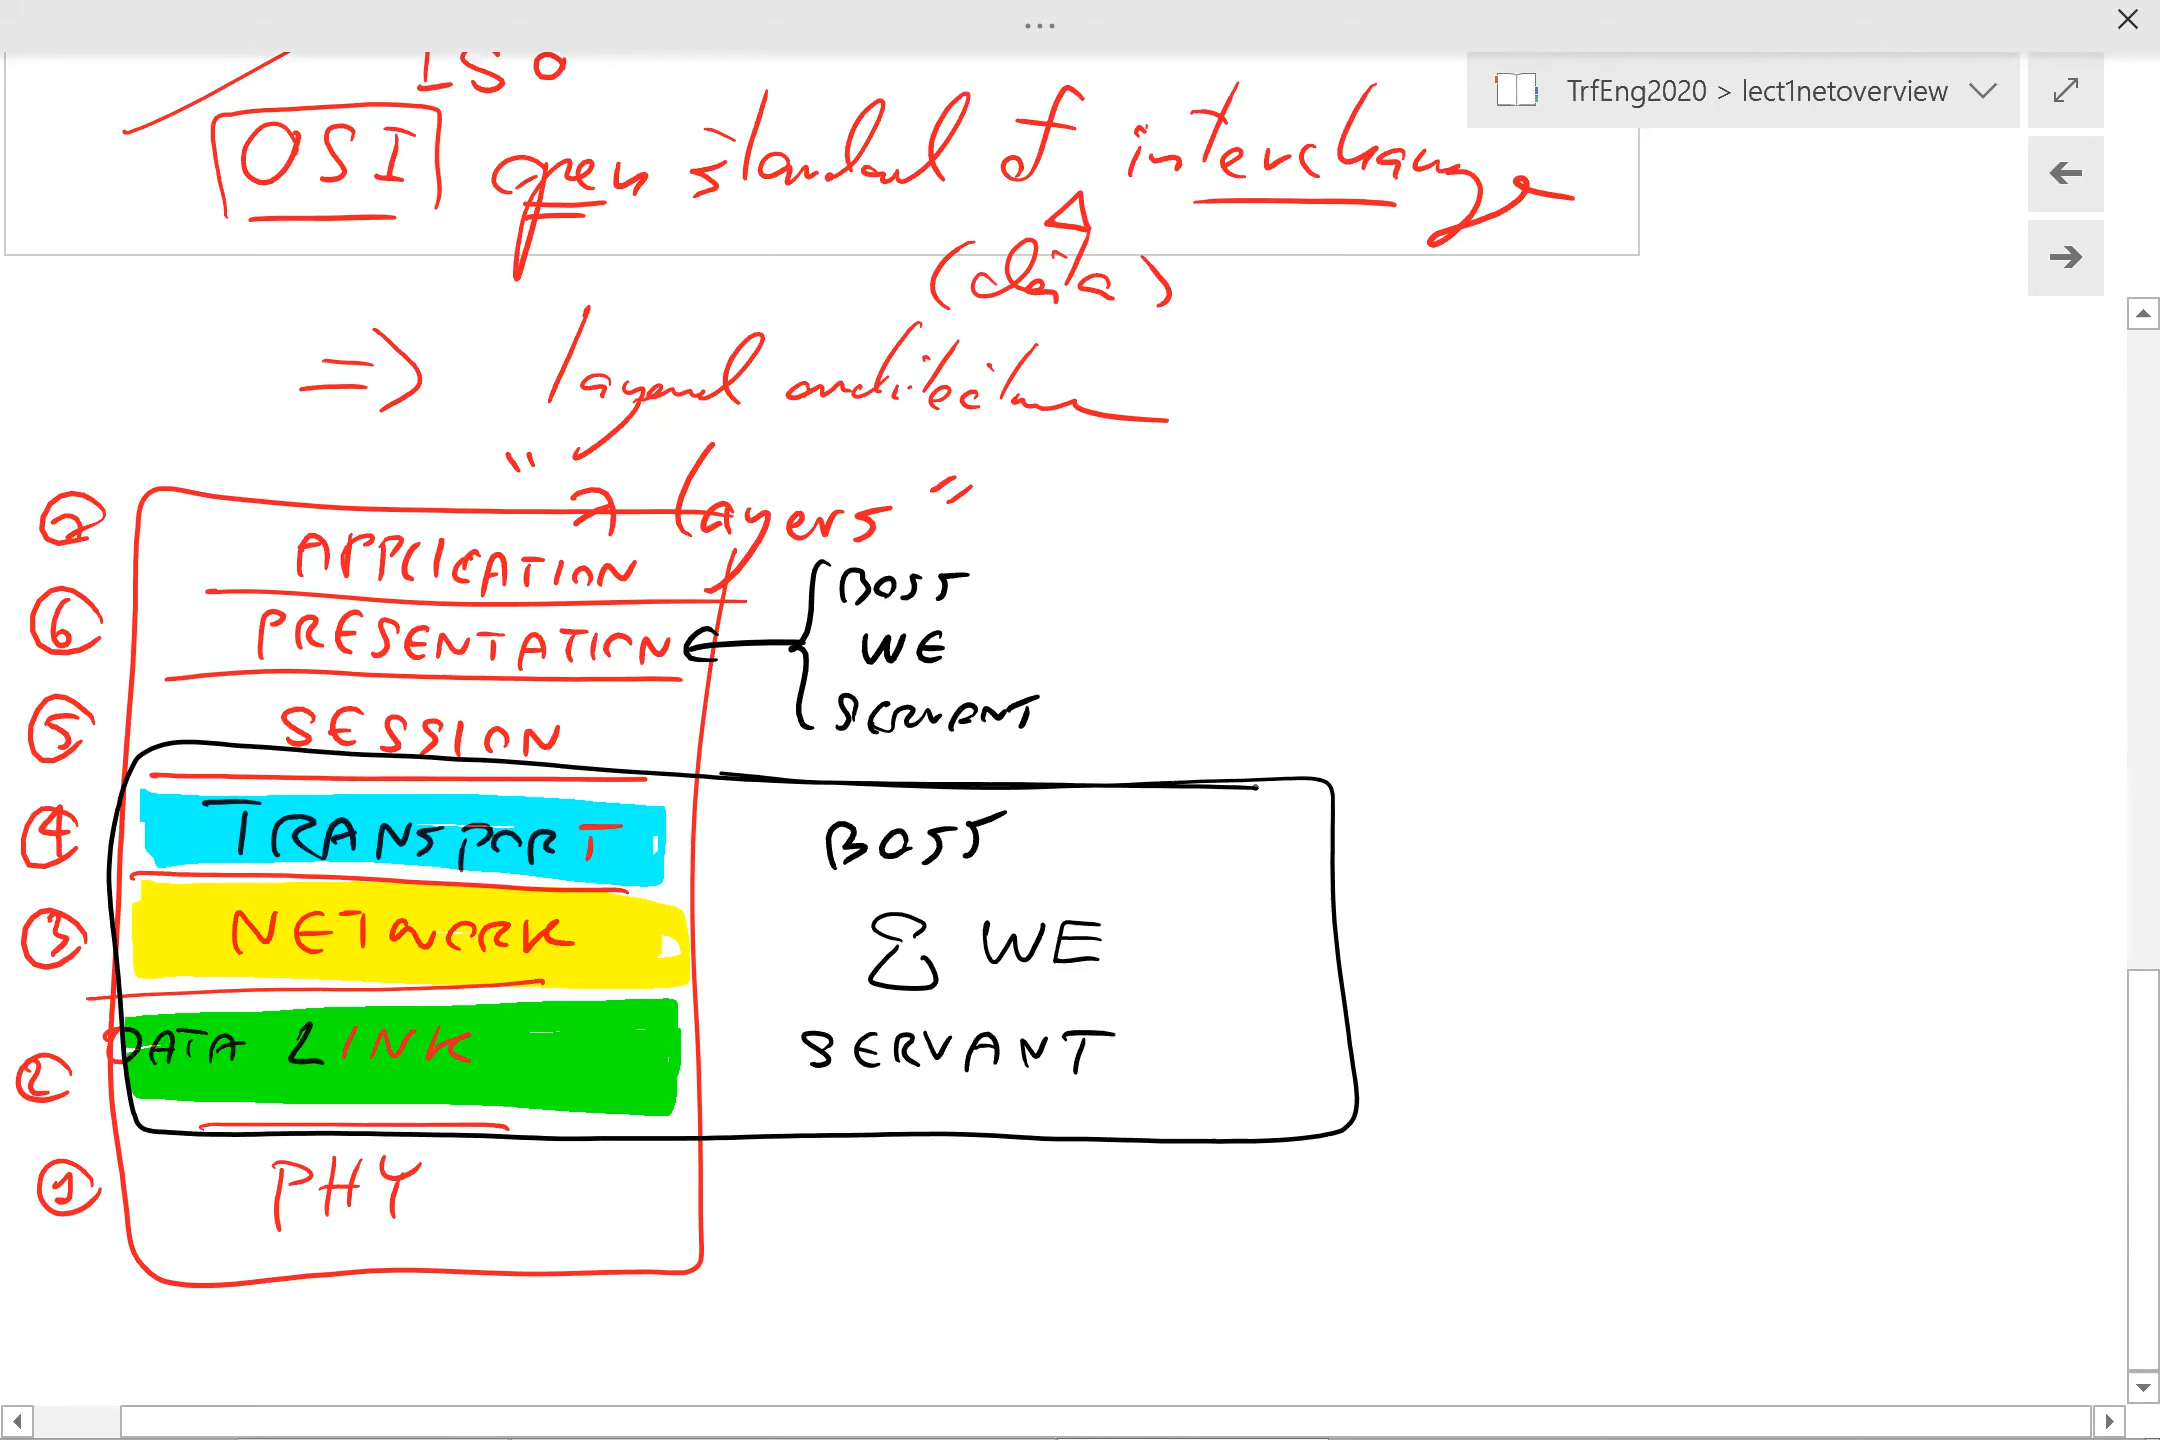 ...
TrfEng2020 > lect1netoverview
ISO
OSI open standard of interchange
(data)
=> layered architecture
"7 layers"
7 APPLICATION
BOSS
6 PRESENTATION
WE
5 SESSION
SERVANT
4 TRANSPORT BOSS
3 NETWORK WE
2 DATA LINK SERVANT
1 PHY